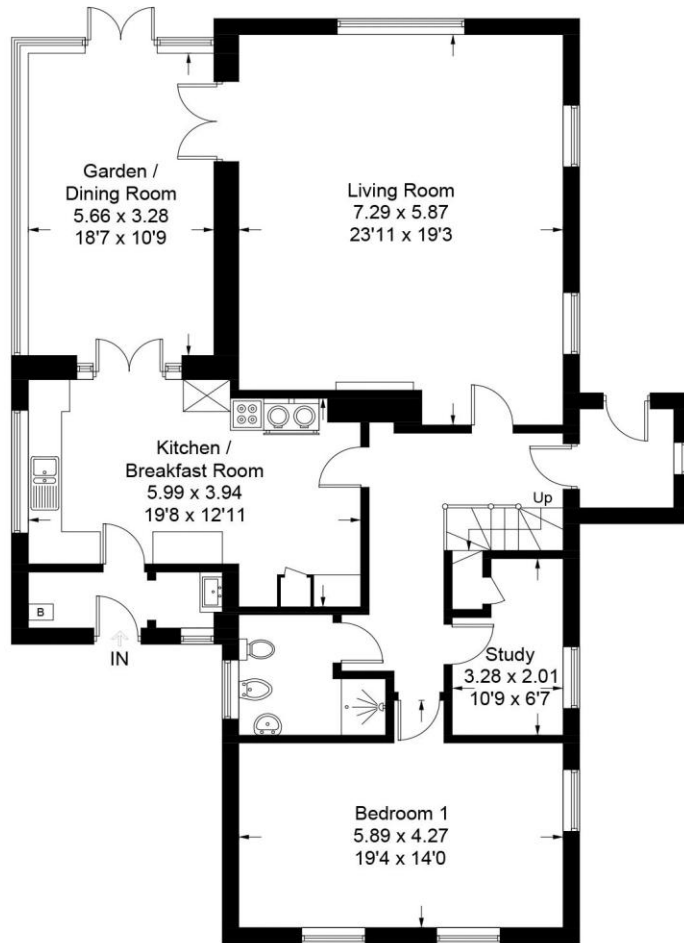 Garden /
Dining Room
5.66 x 3.28
18'7 x 10'9
Living Room
7.29 x 5.87
23'11 x 19'3
Kitchen /
Breakfast Room
5.99 x 3.94
19'8 x 12'11
Up
B
IN
Study
3.28 x 2.01
10'9 x 6'7
Bedroom 1
5.89 x 4.27
19'4 x 14'0